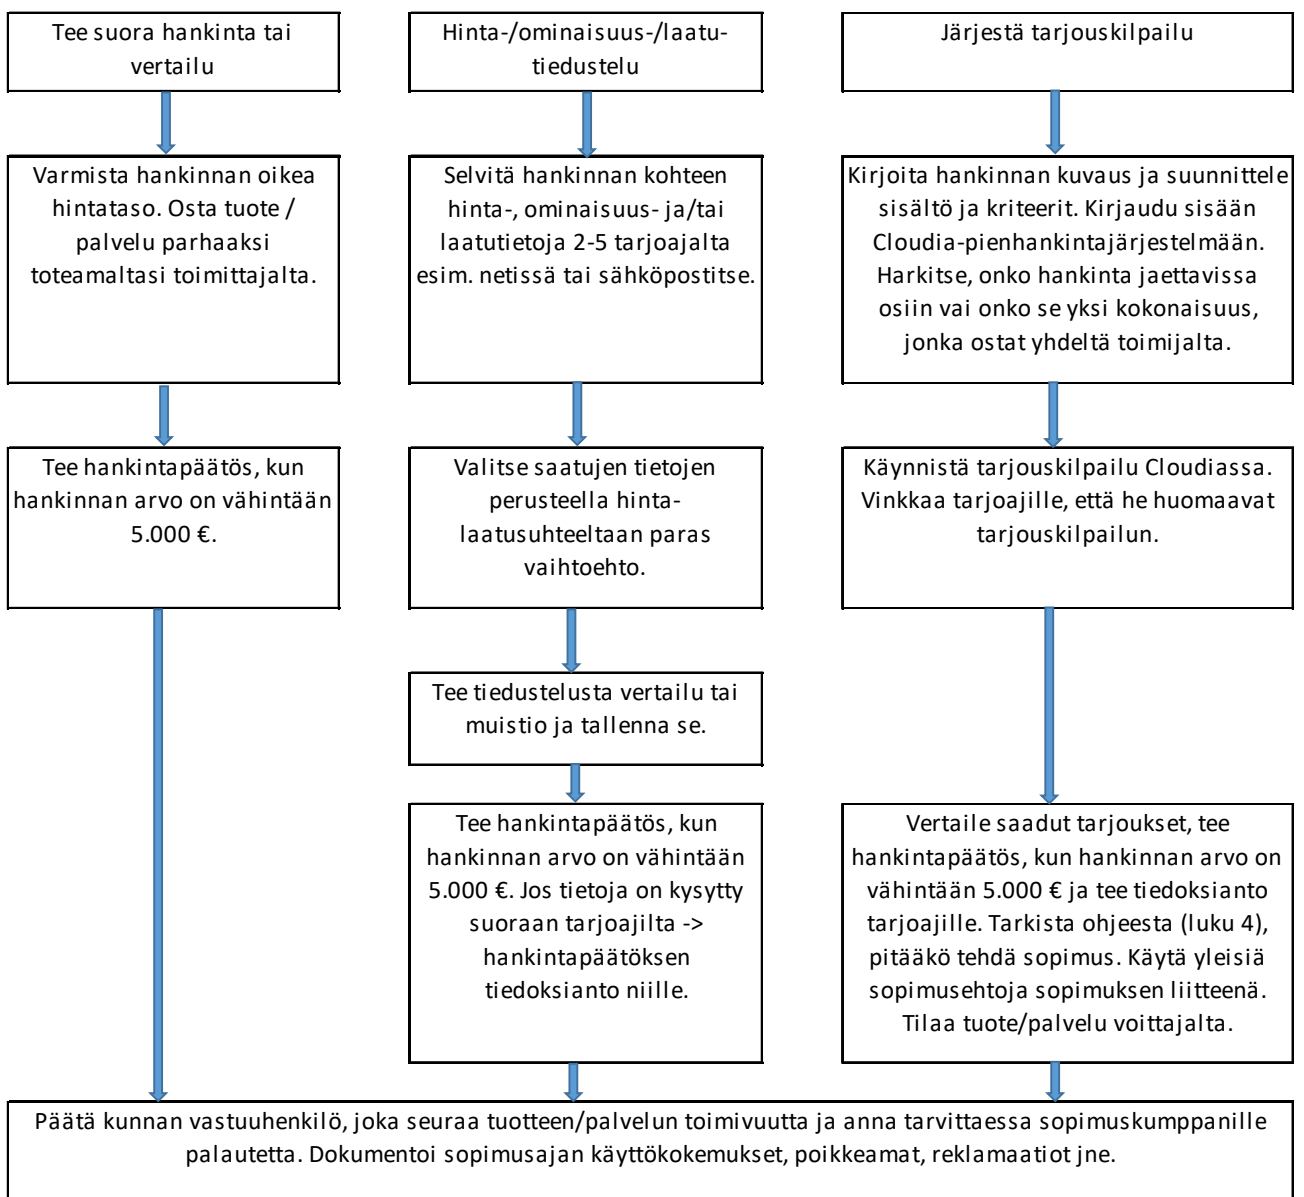 Tee suora hankinta tai
vertailu
Varmista hankinnan oikea
hintataso. Osta tuote /
palvelu parhaaksi
toteamaltasi toimittajalta.
Tee hankintapäätös, kun
hankinnan arvo on vähintään
5.000 €.
Hinta-/ominaisuus-/laatu-
tiedustelu
Selvitä hankinnan kohteen
hinta-, ominaisuus- ja/tai
laatutietoja 2-5 tarjoajalta
esim. netissä tai sähköpostitse.
Valitse saatujen tietojen
perusteella hinta-
laatusuhteeltaan paras
vaihtoehto.
Tee tiedustelusta vertailu tai
muistio ja tallenna se.
Tee hankintapäätös, kun
hankinnan arvo on vähintään
5.000 €. Jos tietoja on kysytty
suoraan tarjoajilta ->
hankintapäätöksen
tiedoksianto niille.
Järjestä tarjouskilpailu
Kirjoita hankinnan kuvaus ja suunnittele
sisältö ja kriteerit. Kirjaudu sisään
Cloudia-pienhankintajärjestelmään.
Harkitse, onko hankinta jaettavissa
osiin vai onko se yksi kokonaisuus,
jonka ostat yhdeltä toimijalta.
Käynnistä tarjouskilpailu Cloudiassa.
Vinkkaa tarjoajille, että he huomaavat
tarjouskilpailun.
Vertaile saadut tarjoukset, tee
hankintapäätös, kun hankinnan arvo on
vähintään 5.000 € ja tee tiedoksianto
tarjoajille. Tarkista ohjeesta (luku 4),
pitääkö tehdä sopimus. Käytä yleisiä
sopimusehtoja sopimuksen liitteenä.
Tilaa tuote/palvelu voittajalta.
Päätä kunnan vastuuhenkilö, joka seuraa tuotteen/palvelun toimivuutta ja anna tarvittaessa sopimuskumppanille
palautetta. Dokumentoi sopimusajan käyttökokemukset, poikkeamat, reklamaatiot jne.